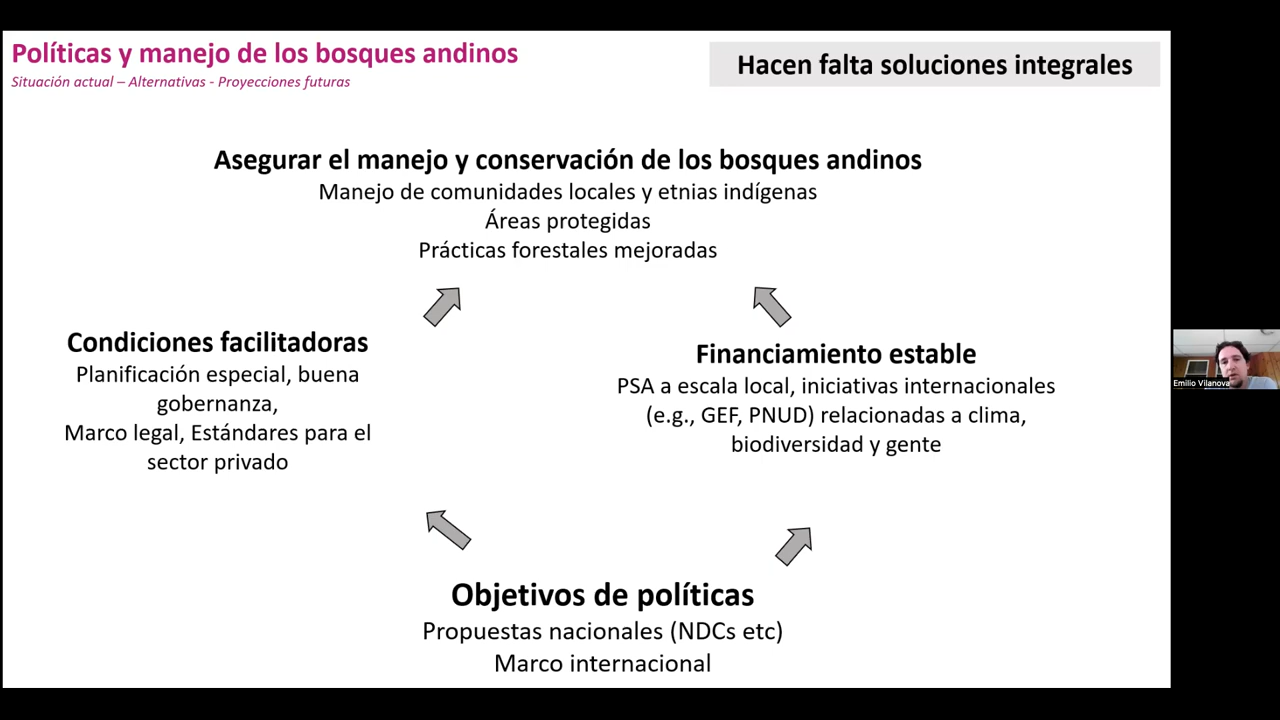 Políticas y manejo de los bosques andinos
Situación actual – Alternativas - Proyecciones futuras
Hacen falta soluciones integrales
Asegurar el manejo y conservación de los bosques andinos
Manejo de comunidades locales y etnias indígenas
Áreas protegidas
Prácticas forestales mejoradas
Condiciones facilitadoras
Planificación especial, buena
gobernanza,
Marco legal, Estándares para el
sector privado
Financiamiento estable
PSA a escala local, iniciativas internacionales
(e.g., GEF, PNUD) relacionadas a clima,
biodiversidad y gente
Objetivos de políticas
Propuestas nacionales (NDCs etc)
Marco internacional
Emilio Vilanova